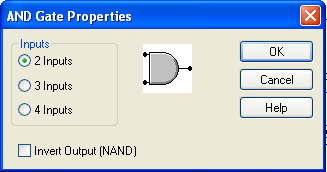 AND Gate Properties
Inputs
2 Inputs
3 Inputs
4 Inputs
Invert Output (NAND)
OK
Cancel
Help